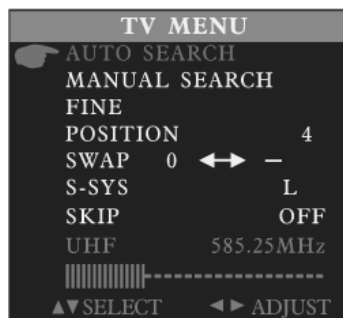 TV MENU
AUTO SEARCH
MANUAL SEARCH
FINE
POSITION 4
SWAP 0 ◄► –
S-SYS L
SKIP OFF
UHF 585.25MHz
▲▼SELECT ◄► ADJUST